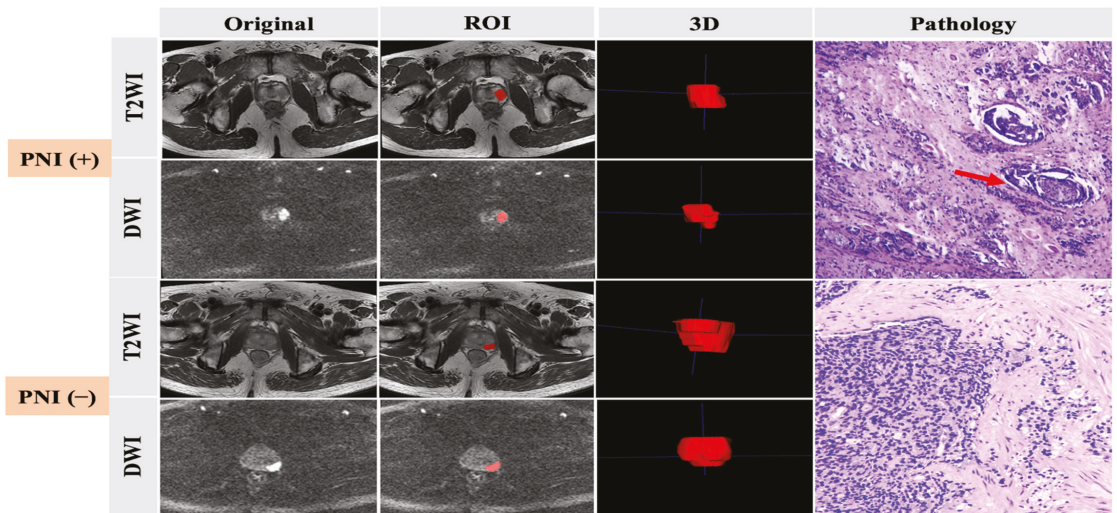 Original ROI 3D Pathology
T2WI
PNI (+)
DWI
T2WI
PNI (−)
DWI